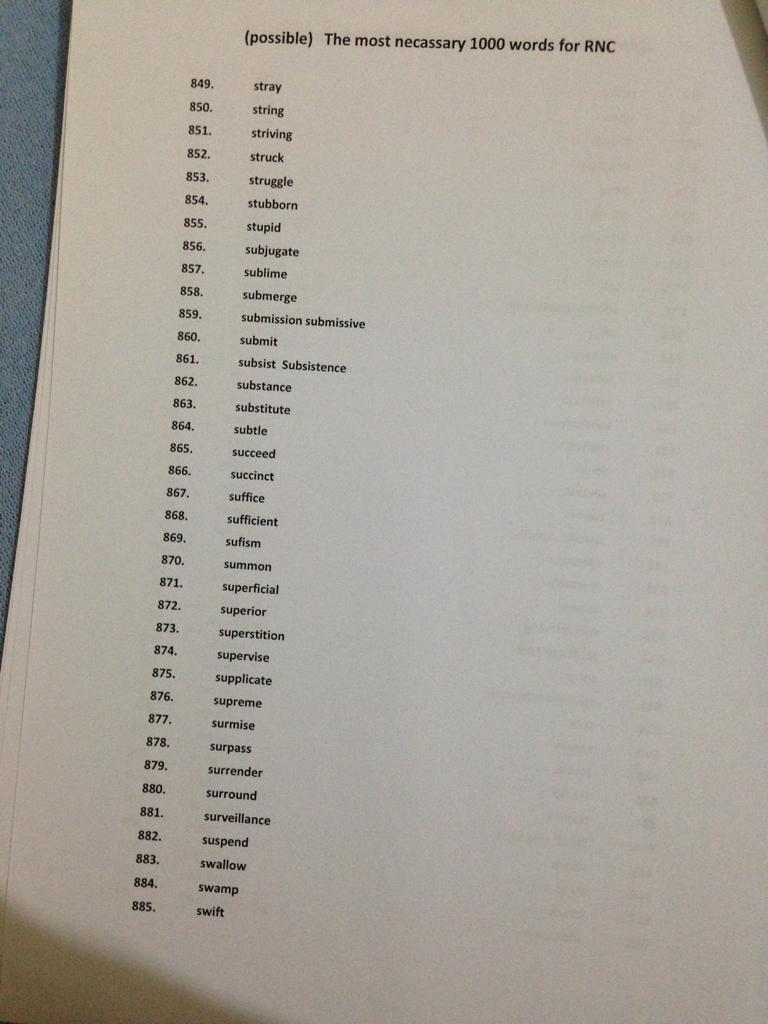 (possible) The most necassary 1000 words for RNC
849. stray
850. string
851. striving
852. struck
853. struggle
854. stubborn
855. stupid
856. subjugate
857. sublime
858. submerge
859. submission submissive
860. submit
861. subsist Subsistence
862. substance
863. substitute
864. subtle
865. succeed
866. succinct
867. suffice
868. sufficient
869. sufism
870. summon
871. superficial
872. superior
873. superstition
874. supervise
875. supplicate
876. supreme
877. surmise
878. surpass
879. surrender
880. surround
881. surveillance
882. suspend
883. swallow
884. swamp
885. swift